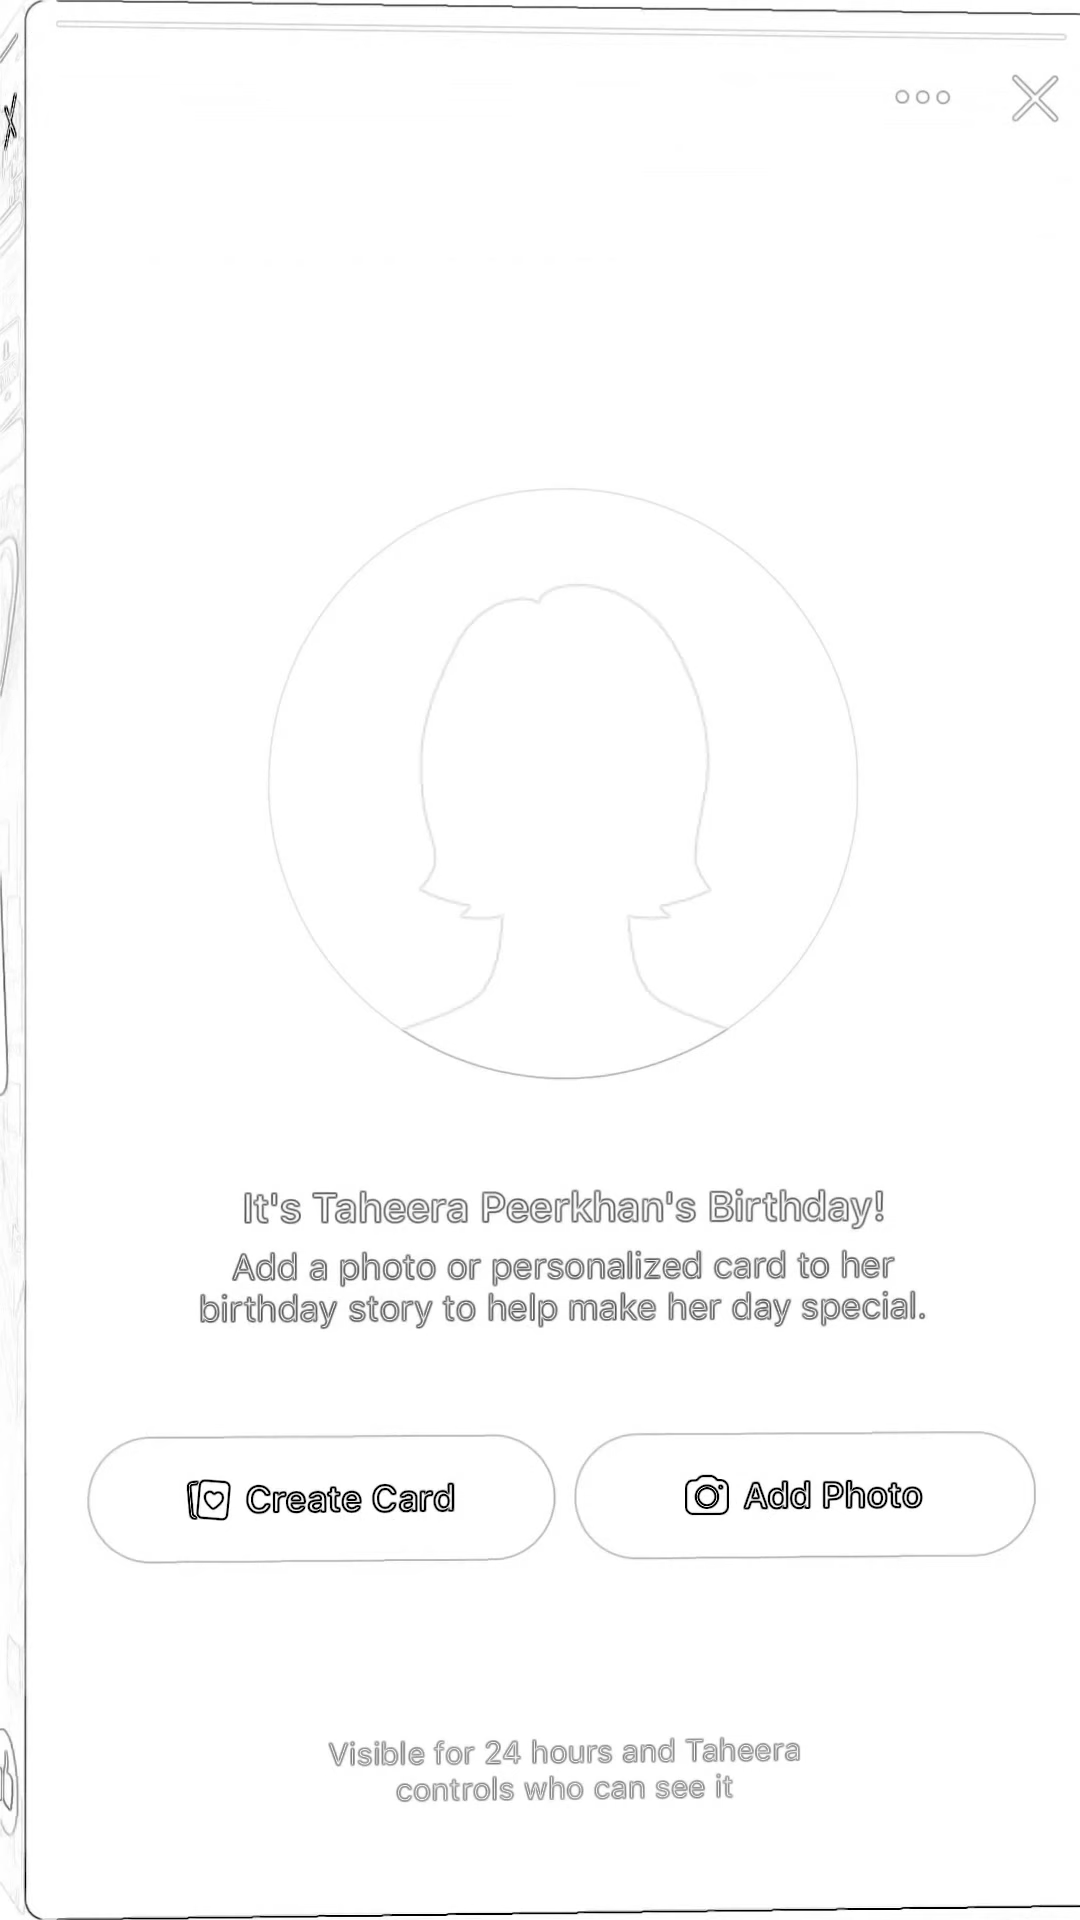 It's Taheera Peerkhan's Birthday!
Add a photo or personalized card to her
birthday story to help make her day special.
Create Card
Add Photo
Visible for 24 hours and Taheera
controls who can see it